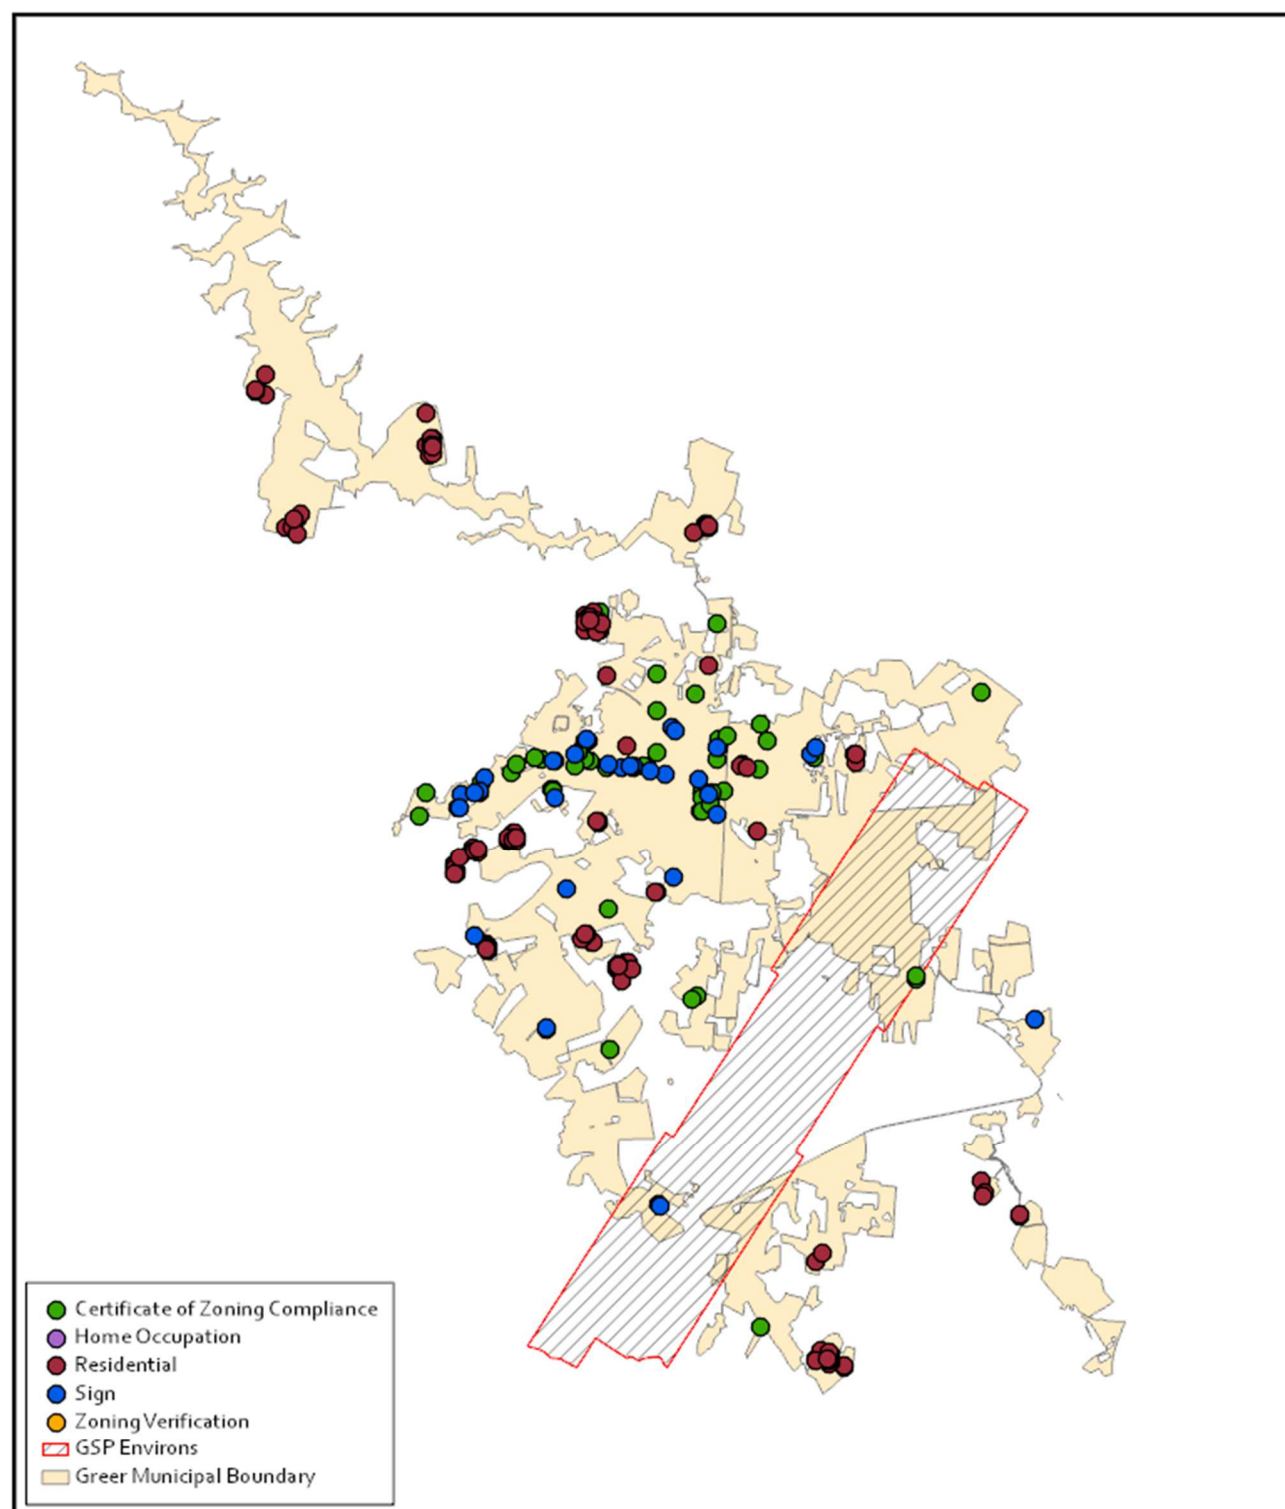 Certificate of Zoning Compliance
Home Occupation
Residential
Sign
Zoning Verification
GSP Environs
Greer Municipal Boundary